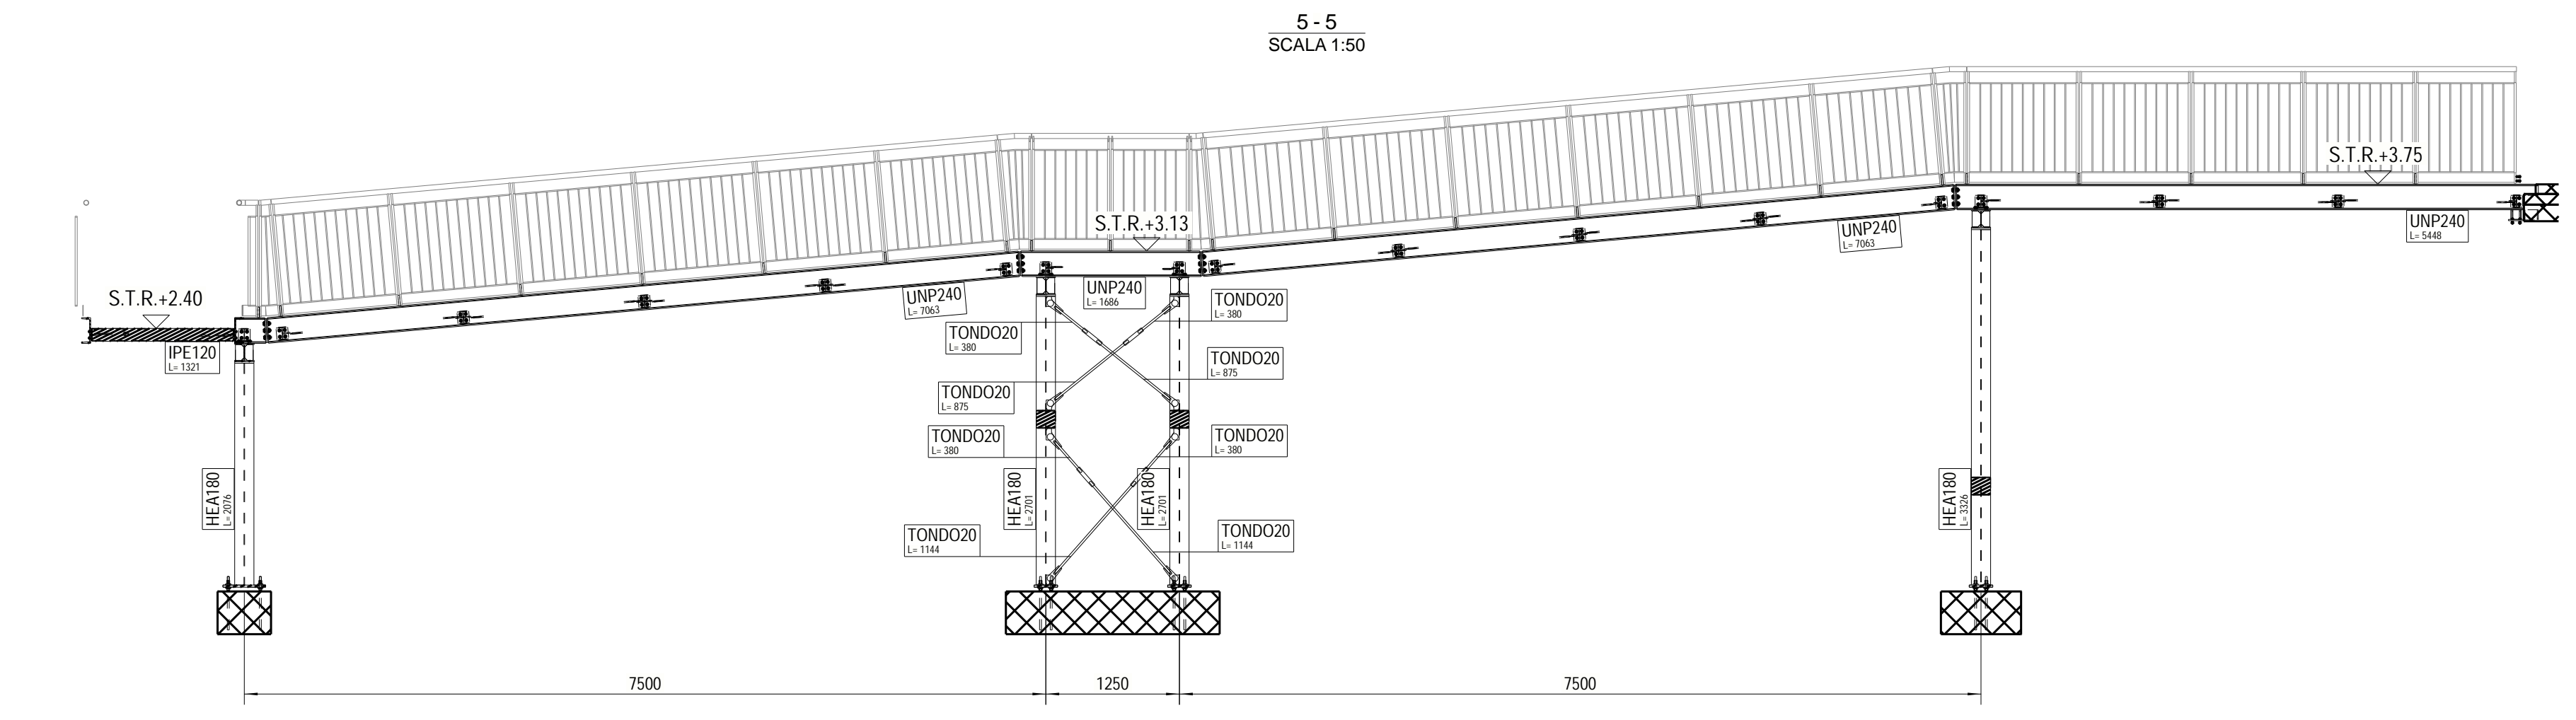 5 - 5
SCALA 1:50
S.T.R.+3.75
S.T.R.+3.13
UNP240
L= 5448
UNP240
L= 7063
S.T.R.+2.40
UNP240
L= 7063
UNP240
L= 1686
TONDO20
L= 380
TONDO20
L= 380
IPE120
L= 1321
TONDO20
L= 875
TONDO20
L= 875
TONDO20
L= 380
TONDO20
L= 380
HEA180
L= 2076
HEA180
L= 2701
HEA180
L= 2701
HEA180
L= 3326
TONDO20
L= 1144
TONDO20
L= 1144
7500
1250
7500